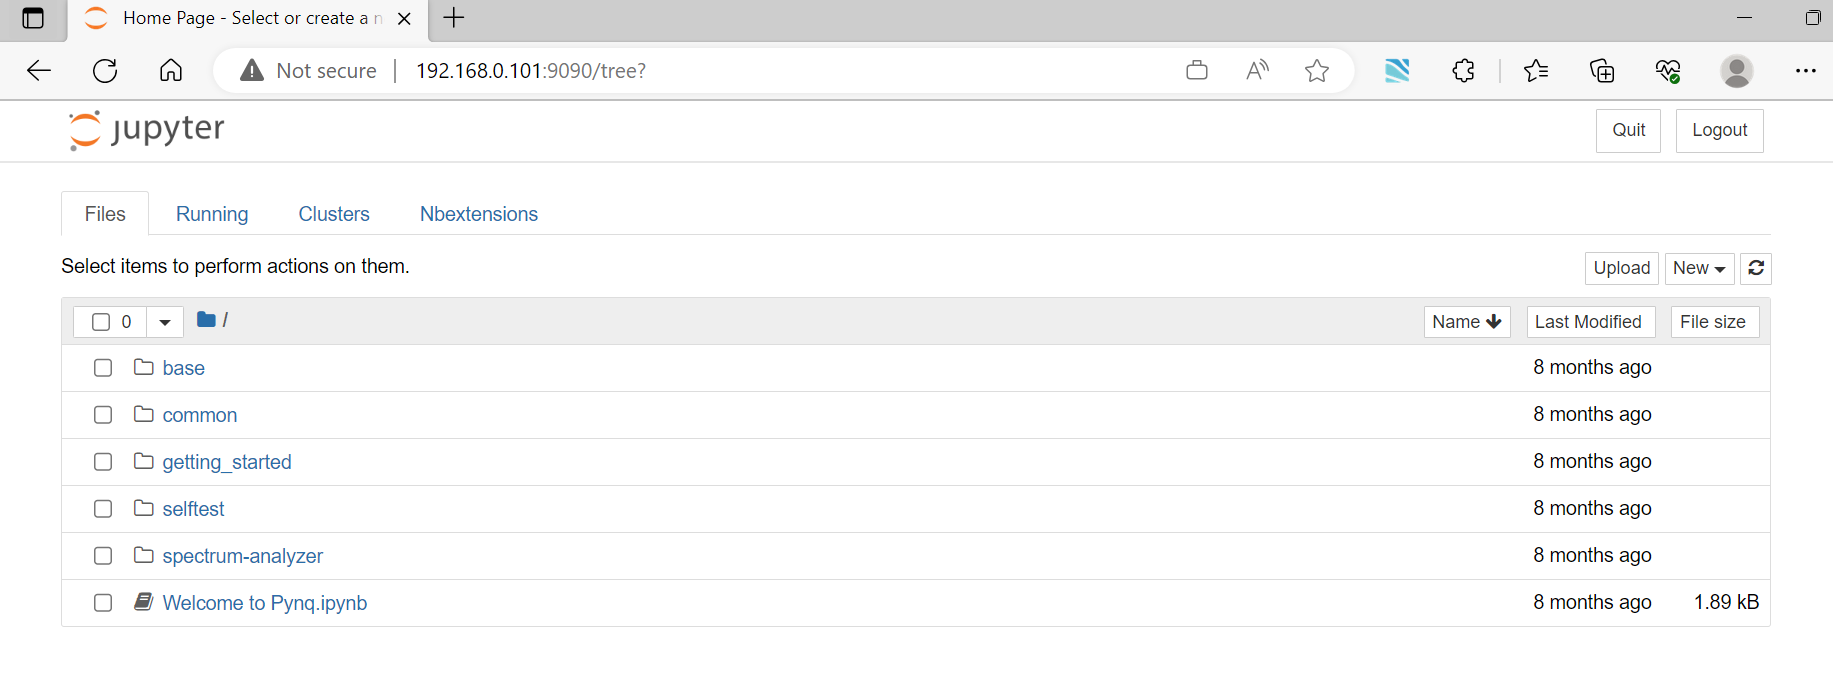 Home Page - Select or create a n
Not secure | 192.168.0.101:9090/tree?
jupyter
Quit Logout
Files Running Clusters Nbextensions
Select items to perform actions on them.
Upload New
0 / Name Last Modified File size
base 8 months ago
common 8 months ago
getting_started 8 months ago
selftest 8 months ago
spectrum-analyzer 8 months ago
Welcome to Pynq.ipynb 8 months ago 1.89 kB